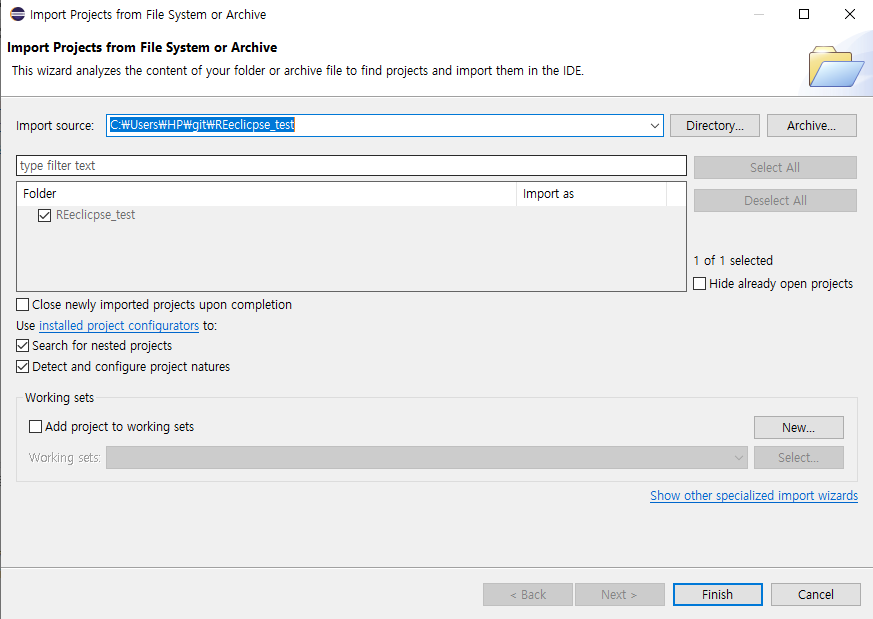 Import Projects from File System or Archive
Import Projects from File System or Archive
This wizard analyzes the content of your folder or archive file to find projects and import them in the IDE.
Import source: C:₩Users₩HP₩git₩REeclicpse_test Directory... Archive...
type filter text Select All
Folder Import as Deselect All
REeclicpse_test
1 of 1 selected
Hide already open projects
Close newly imported projects upon completion
Use installed project configurators to:
Search for nested projects
Detect and configure project natures
Working sets
Add project to working sets New...
Working sets: Select...
Show other specialized import wizards
< Back Next > Finish Cancel